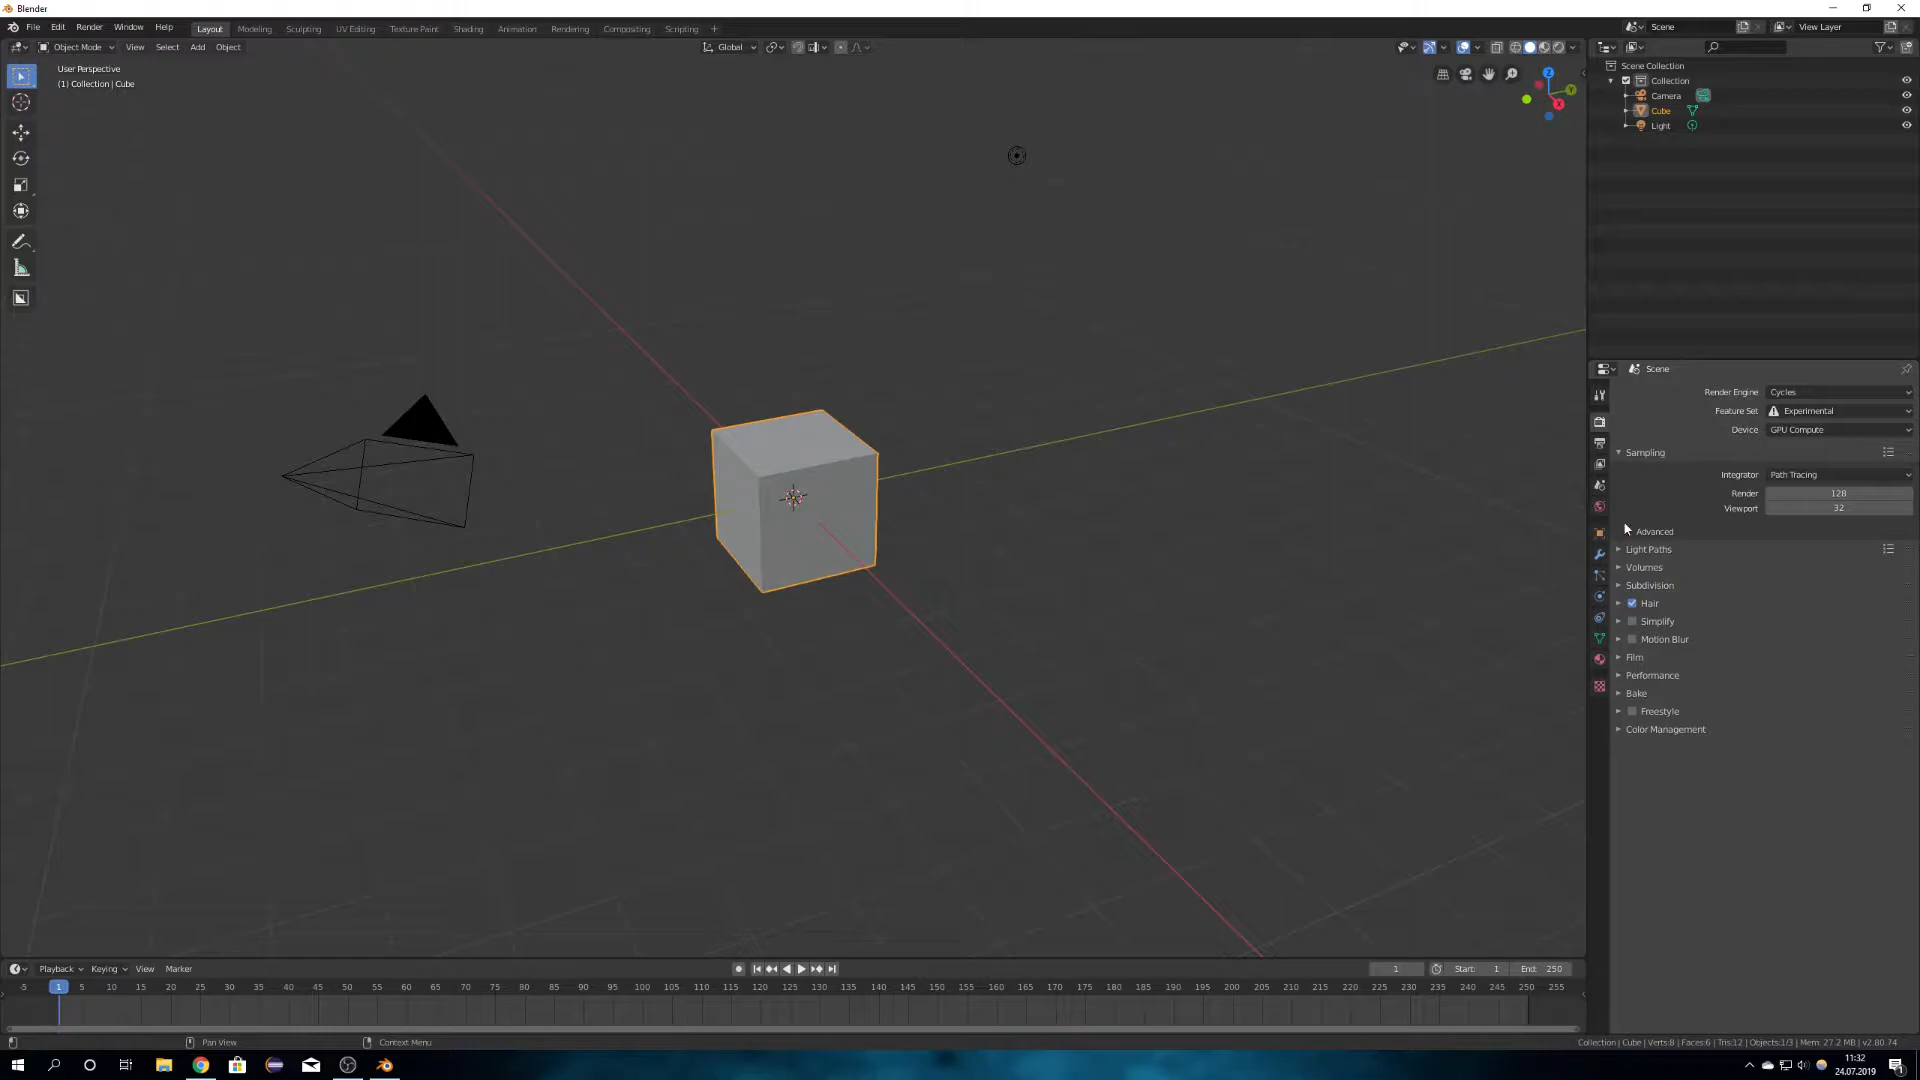 Blender
File Edit Render Window Help Layout Modeling Sculpting UV Editing Texture Paint Shading Animation Rendering Compositing Scripting + Scene View Layer
Object Mode View Select Add Object Global
User Perspective
(1) Collection | Cube
Z
Y
X
Scene Collection
Collection
Camera
Cube
Light
Scene
Render Engine Cycles
Feature Set Experimental
Device GPU Compute
Sampling
Integrator Path Tracing
Render 128
Viewport 32
Advanced
Light Paths
Volumes
Subdivision
Hair
Simplify
Motion Blur
Film
Performance
Bake
Freestyle
Color Management
Playback Keying View Marker 1 Start: 1 End: 250
-5 1 5 10 15 20 25 30 35 40 45 50 55 60 65 70 75 80 85 90 95 100 105 110 115 120 125 130 135 140 145 150 155 160 165 170 175 180 185 190 195 200 205 210 215 220 225 230 235 240 245 250 255
Pan View Context Menu Collection | Cube | Verts:8 | Faces:6 | Tris:12 | Objects:1/3 | Mem: 27.2 MB | v2.80.74
11:32
24.07.2019